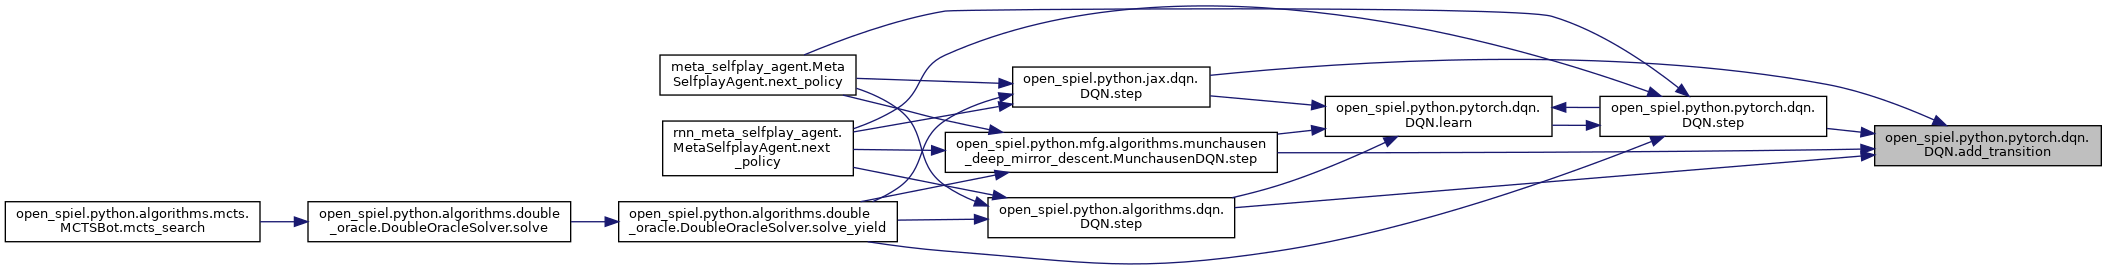 meta_selfplay_agent.Meta
SelfplayAgent.next_policy
open_spiel.python.jax.dqn.
DQN.step
open_spiel.python.pytorch.dqn.
DQN.learn
open_spiel.python.pytorch.dqn.
DQN.step
open_spiel.python.pytorch.dqn.
DQN.add_transition
rnn_meta_selfplay_agent.
MetaSelfplayAgent.next
_policy
open_spiel.python.mfg.algorithms.munchausen
_deep_mirror_descent.MunchausenDQN.step
open_spiel.python.algorithms.mcts.
MCTSBot.mcts_search
open_spiel.python.algorithms.double
_oracle.DoubleOracleSolver.solve
open_spiel.python.algorithms.double
_oracle.DoubleOracleSolver.solve_yield
open_spiel.python.algorithms.dqn.
DQN.step